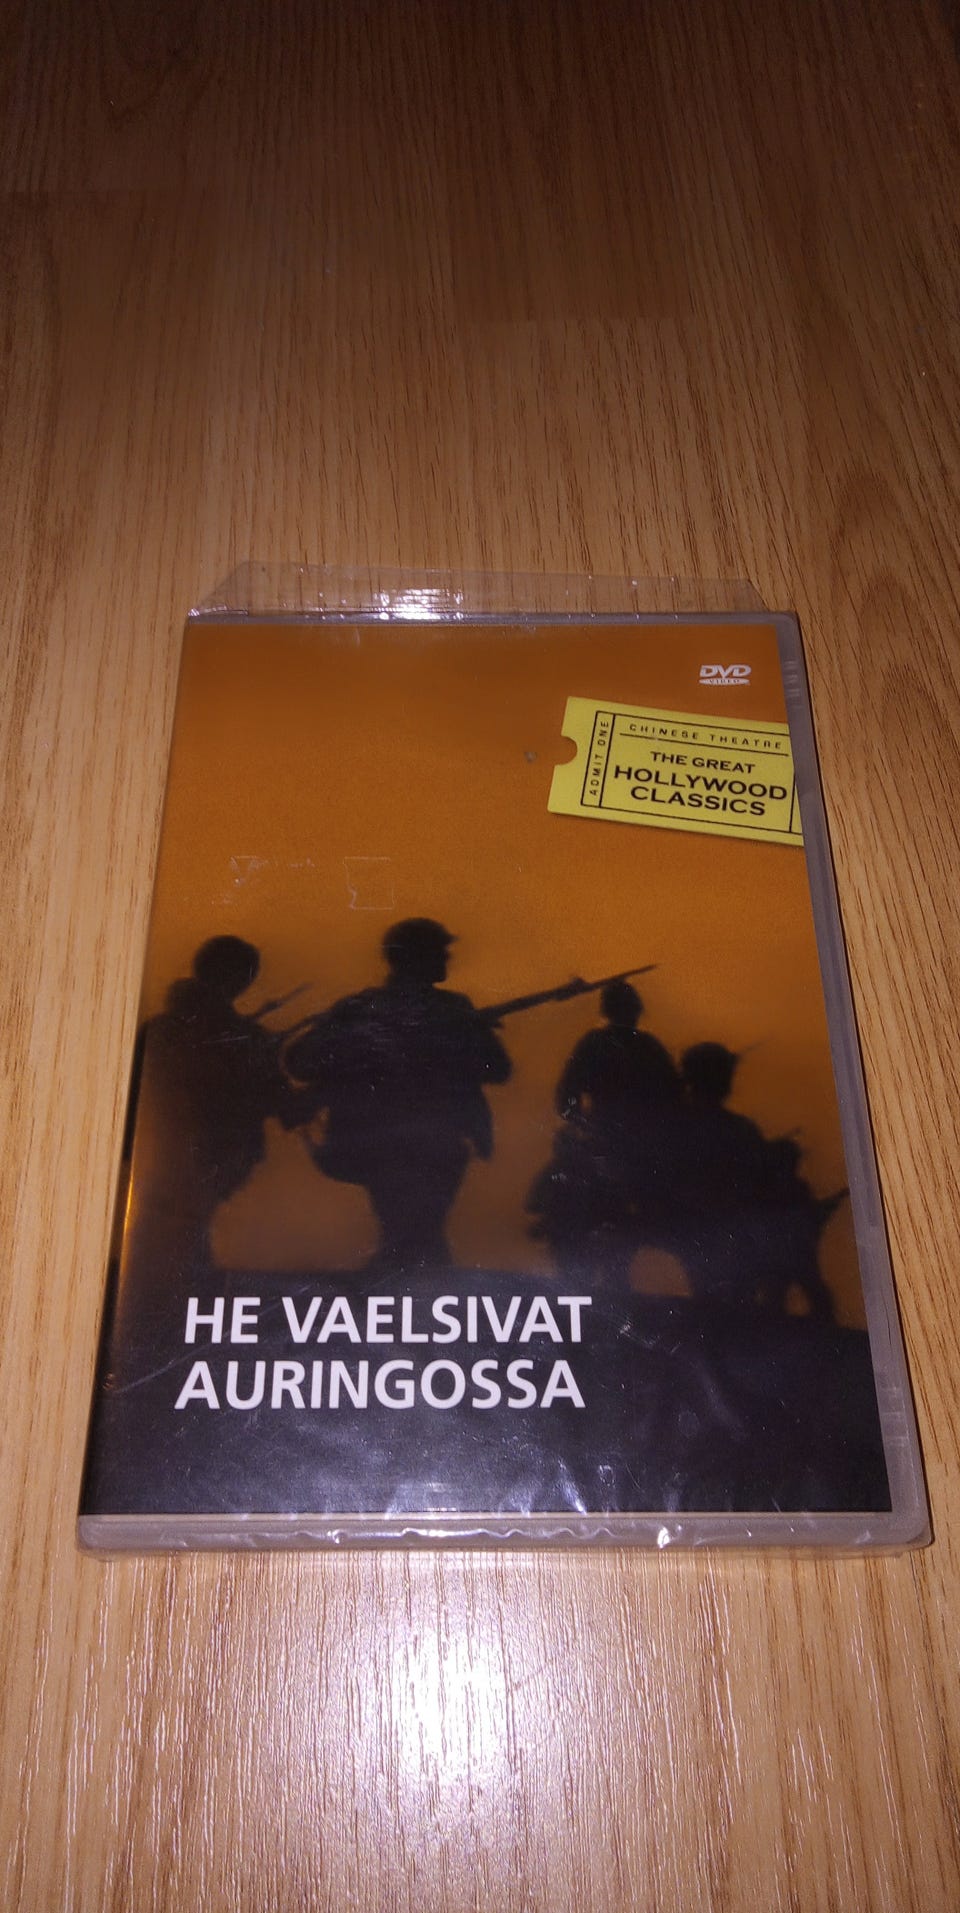 DVD
VIDEO
ADMIT ONE
CHINESE THEATRE
THE GREAT
HOLLYWOOD
CLASSICS
HE VAELSIVAT
AURINGOSSA